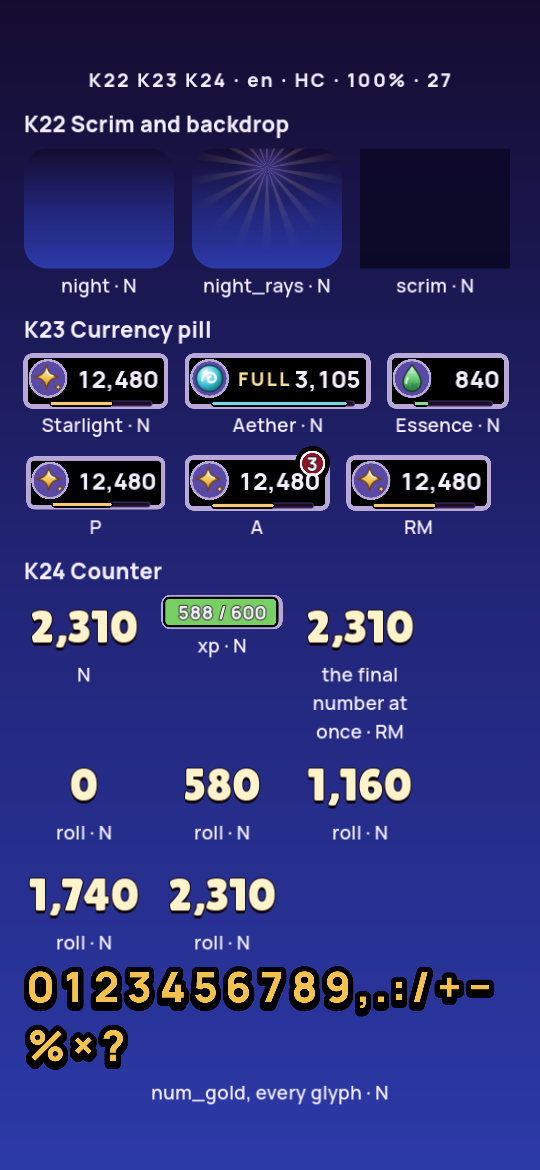 K22 K23 K24 · en · HC · 100% · 27
K22 Scrim and backdrop
night · N
night_rays · N
scrim · N
K23 Currency pill
12,480
FULL 3,105
840
Starlight · N
Aether · N
Essence · N
12,480
12,480
3
12,480
P
A
RM
K24 Counter
2,310
588 / 600
2,310
N
xp · N
the final
number at
once · RM
0
580
1,160
roll · N
roll · N
roll · N
1,740
2,310
roll · N
roll · N
0123456789,.:/+−
%×?
num_gold, every glyph · N